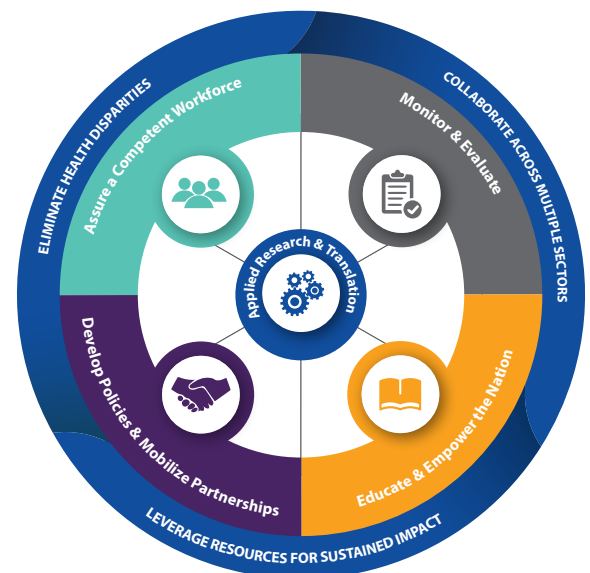 ELIMINATE HEALTH DISPARITIES
COLLABORATE ACROSS MULTIPLE SECTORS
Assure a Competent Workforce
Monitor & Evaluate
Applied Research & Translation
Develop Policies & Mobilize Partnerships
Educate & Empower the Nation
LEVERAGE RESOURCES FOR SUSTAINED IMPACT